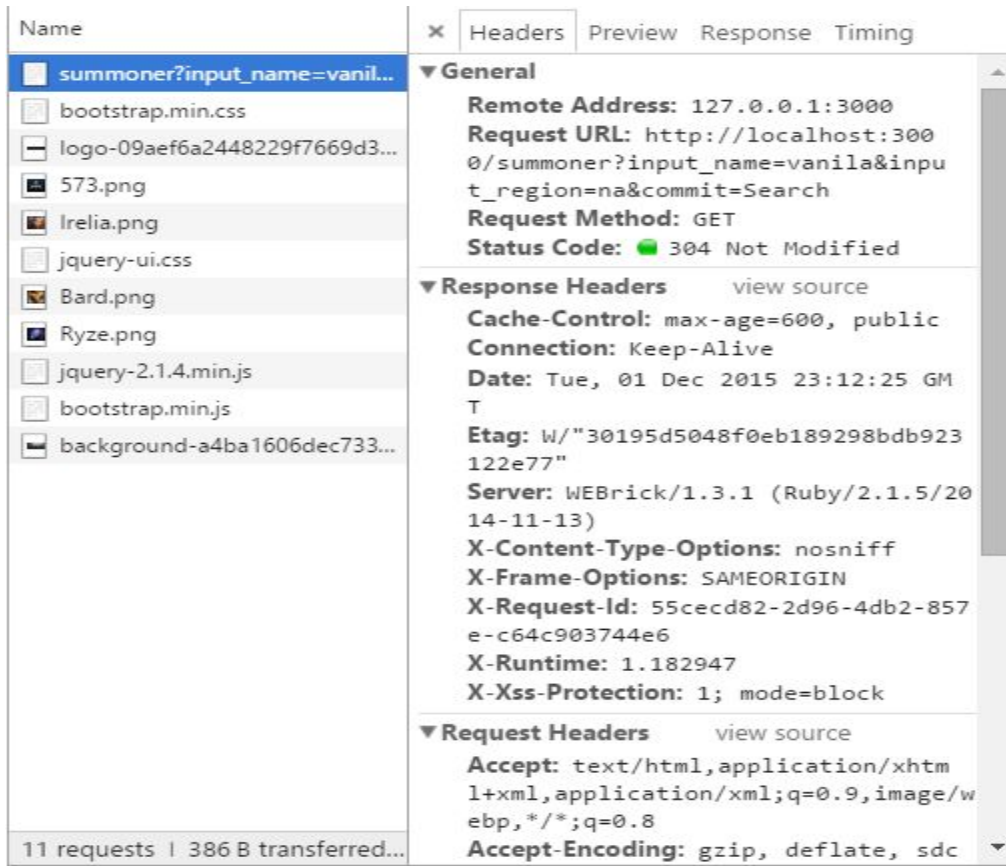 Name
summoner?input_name=vanil...
bootstrap.min.css
logo-09aef6a2448229f7669d3...
573.png
Irelia.png
jquery-ui.css
Bard.png
Ryze.png
jquery-2.1.4.min.js
bootstrap.min.js
background-a4ba1606dec733...
11 requests | 386 B transferred...
× Headers Preview Response Timing
▼General
Remote Address: 127.0.0.1:3000
Request URL: http://localhost:300
0/summoner?input_name=vanila&inpu
t_region=na&commit=Search
Request Method: GET
Status Code: 304 Not Modified
▼Response Headers view source
Cache-Control: max-age=600, public
Connection: Keep-Alive
Date: Tue, 01 Dec 2015 23:12:25 GM
T
Etag: W/"30195d5048f0eb189298bdb923
122e77"
Server: WEBrick/1.3.1 (Ruby/2.1.5/20
14-11-13)
X-Content-Type-Options: nosniff
X-Frame-Options: SAMEORIGIN
X-Request-Id: 55cecd82-2d96-4db2-857
e-c64c903744e6
X-Runtime: 1.182947
X-Xss-Protection: 1; mode=block
▼Request Headers view source
Accept: text/html,application/xhtm
l+xml,application/xml;q=0.9,image/w
ebp,*/*;q=0.8
Accept-Encoding: gzip, deflate, sdc